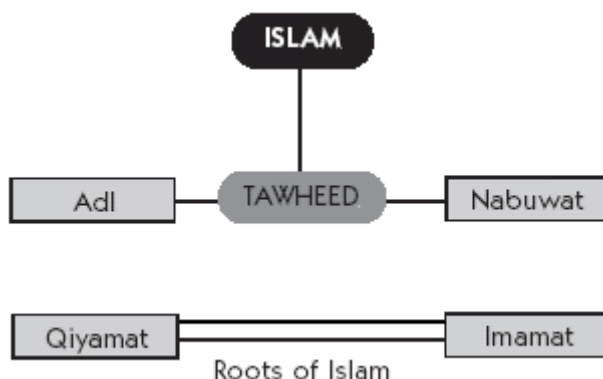 ISLAM
Adl
TAWHEED
Nabuwat
Qiyamat
Imamat
Roots of Islam